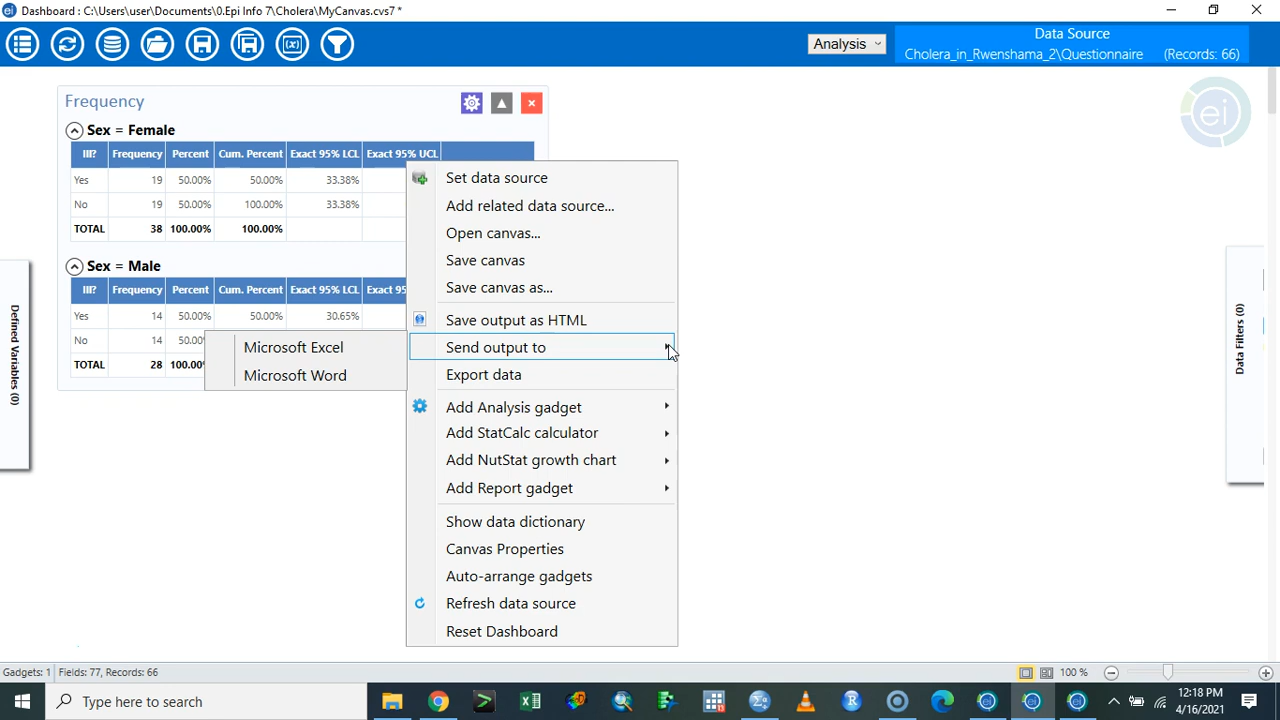 Dashboard : C:\Users\user\Documents\0.Epi Info 7\Cholera\MyCanvas.cvs7 *
Analysis
Data Source
Cholera_in_Rwenshama_2\Questionnaire (Records: 66)
ei
Frequency
Sex = Female
Ill? Frequency Percent Cum. Percent Exact 95% LCL Exact 95% UCL
Yes 19 50.00% 50.00% 33.38%
No 19 50.00% 100.00% 33.38%
TOTAL 38 100.00% 100.00%
Sex = Male
Ill? Frequency Percent Cum. Percent Exact 95% LCL Exact 95
Yes 14 50.00% 50.00% 30.65%
No 14
TOTAL 28 100.00
Defined Variables (0)
Microsoft Excel
Microsoft Word
Set data source
Add related data source...
Open canvas...
Save canvas
Save canvas as...
Save output as HTML
Send output to
Export data
Add Analysis gadget
Add StatCalc calculator
Add NutStat growth chart
Add Report gadget
Show data dictionary
Canvas Properties
Auto-arrange gadgets
Refresh data source
Reset Dashboard
Data Filters (0)
Gadgets: 1 Fields: 77, Records: 66
100 %
Type here to search
12:18 PM
4/16/2021